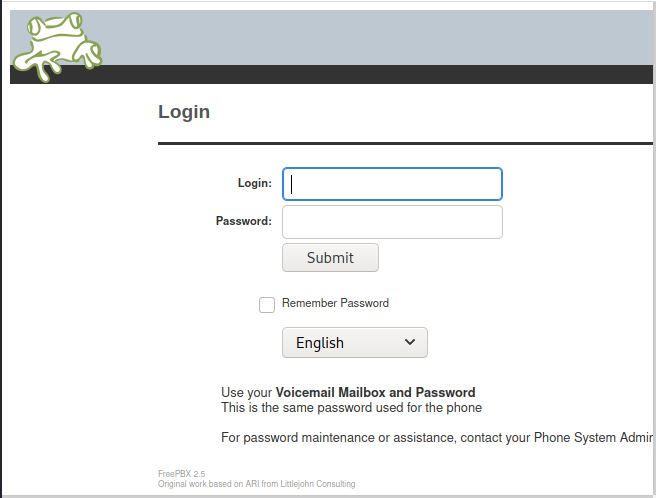 Login
Login:
Password:
Submit
Remember Password
English
Use your Voicemail Mailbox and Password
This is the same password used for the phone
For password maintenance or assistance, contact your Phone System Admin
FreePBX 2.5
Original work based on ARI from Littlejohn Consulting